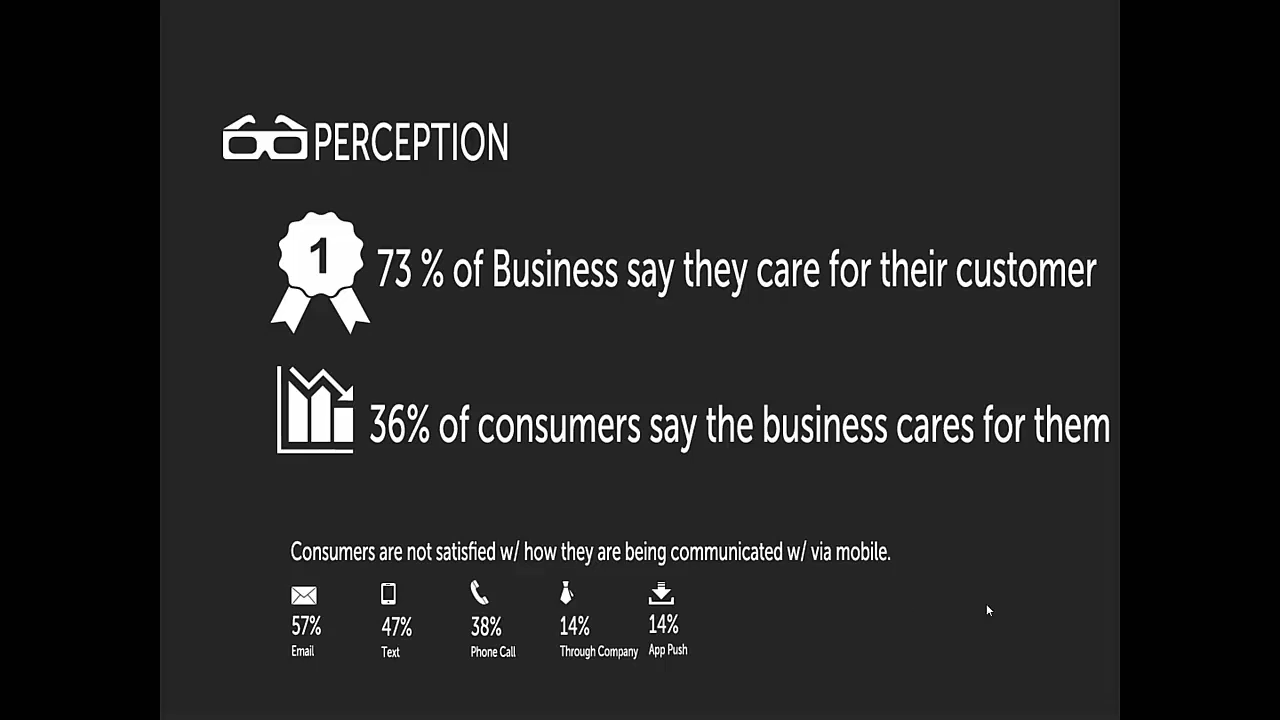 PERCEPTION
1
73 % of Business say they care for their customer
36% of consumers say the business cares for them
Consumers are not satisfied w/ how they are being communicated w/ via mobile.
57% 47% 38% 14% 14%
Email Text Phone Call Through Company App Push